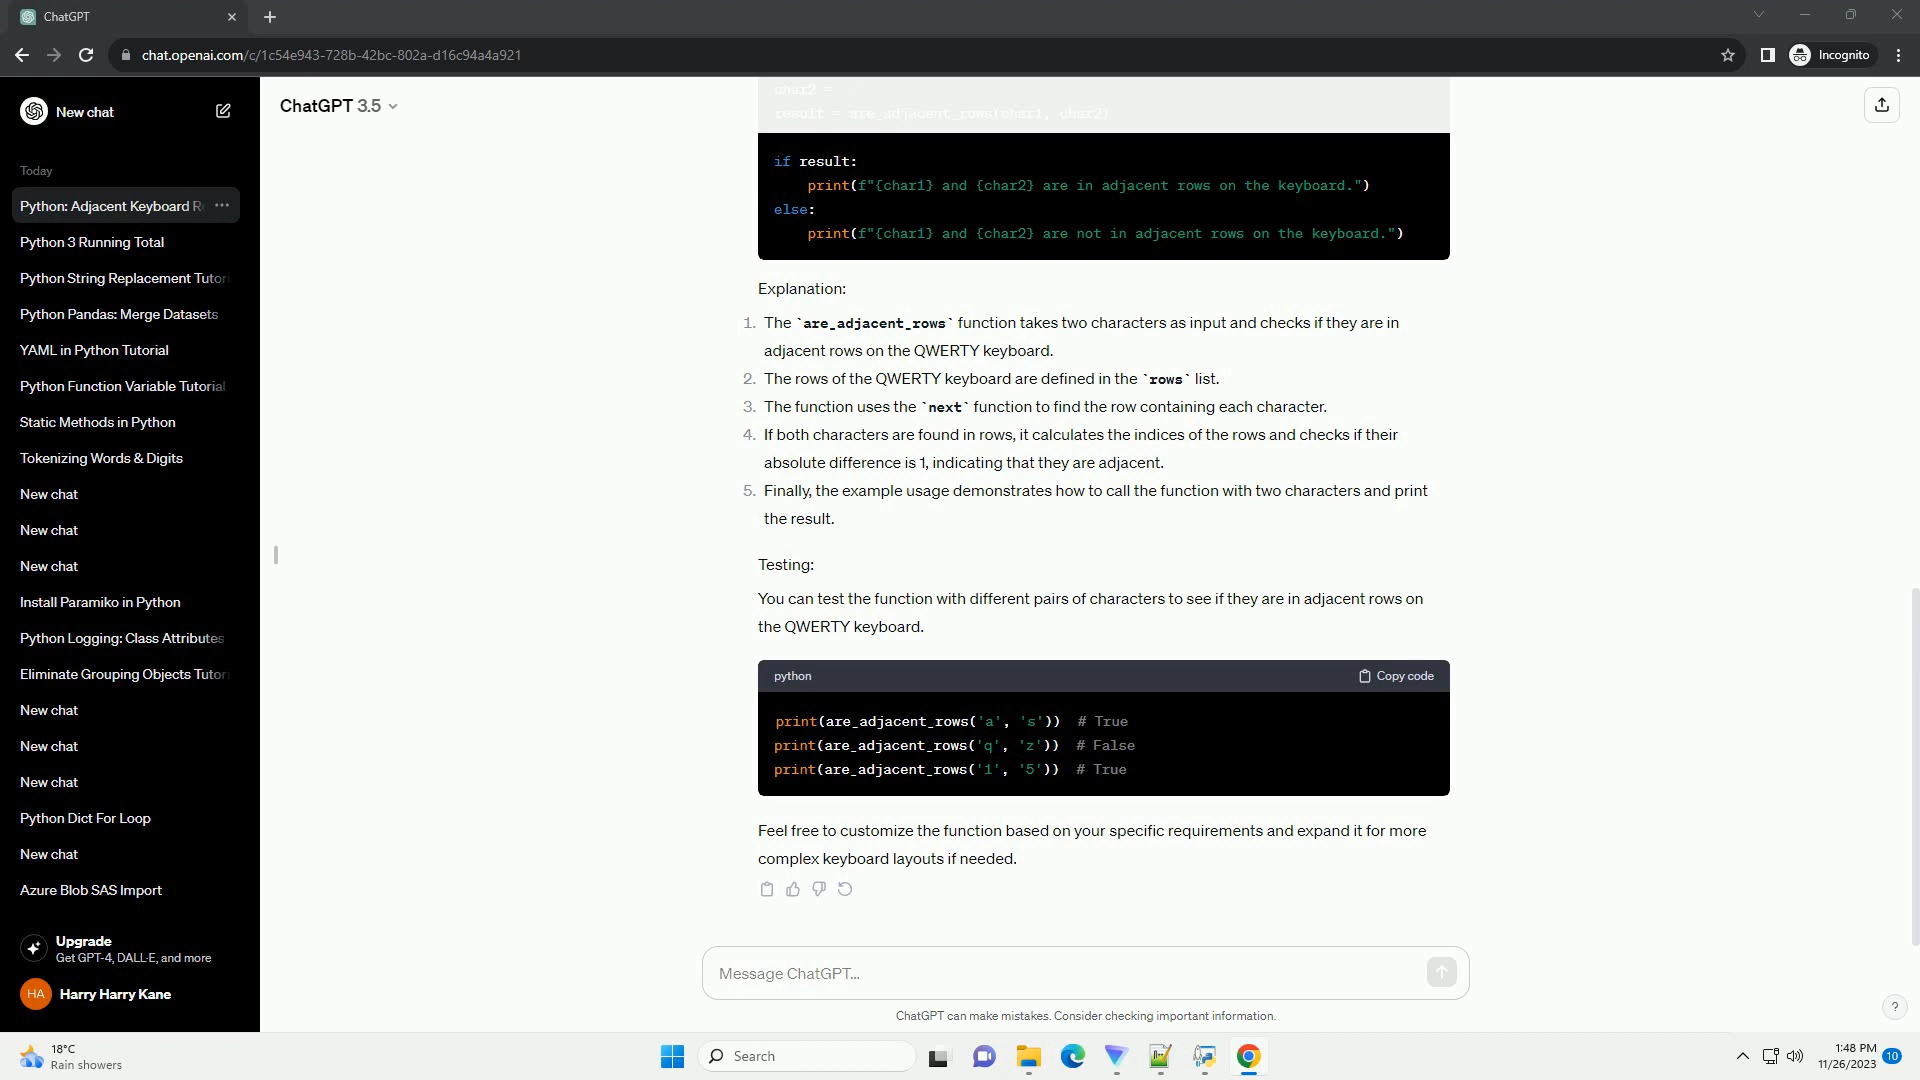 ChatGPT
chat.openai.com/c/1c54e943-728b-42bc-802a-d16c94a4a921
Incognito
New chat
Today
Python: Adjacent Keyboard R
Python 3 Running Total
Python String Replacement Tutori
Python Pandas: Merge Datasets
YAML in Python Tutorial
Python Function Variable Tutorial
Static Methods in Python
Tokenizing Words & Digits
New chat
New chat
New chat
Install Paramiko in Python
Python Logging: Class Attributes
Eliminate Grouping Objects Tutori
New chat
New chat
New chat
Python Dict For Loop
New chat
Azure Blob SAS Import
Upgrade
Get GPT-4, DALL·E, and more
HA
Harry Harry Kane
ChatGPT 3.5
char2 =
result = are_adjacent_rows(char1, char2)
if result:
print(f"{char1} and {char2} are in adjacent rows on the keyboard.")
else:
print(f"{char1} and {char2} are not in adjacent rows on the keyboard.")
Explanation:
1. The `are_adjacent_rows` function takes two characters as input and checks if they are in
adjacent rows on the QWERTY keyboard.
2. The rows of the QWERTY keyboard are defined in the `rows` list.
3. The function uses the `next` function to find the row containing each character.
4. If both characters are found in rows, it calculates the indices of the rows and checks if their
absolute difference is 1, indicating that they are adjacent.
5. Finally, the example usage demonstrates how to call the function with two characters and print
the result.
Testing:
You can test the function with different pairs of characters to see if they are in adjacent rows on
the QWERTY keyboard.
python
Copy code
print(are_adjacent_rows('a', 's')) # True
print(are_adjacent_rows('q', 'z')) # False
print(are_adjacent_rows('1', '5')) # True
Feel free to customize the function based on your specific requirements and expand it for more
complex keyboard layouts if needed.
Message ChatGPT...
ChatGPT can make mistakes. Consider checking important information.
?
18°C
Rain showers
Search
1:48 PM
11/26/2023
10